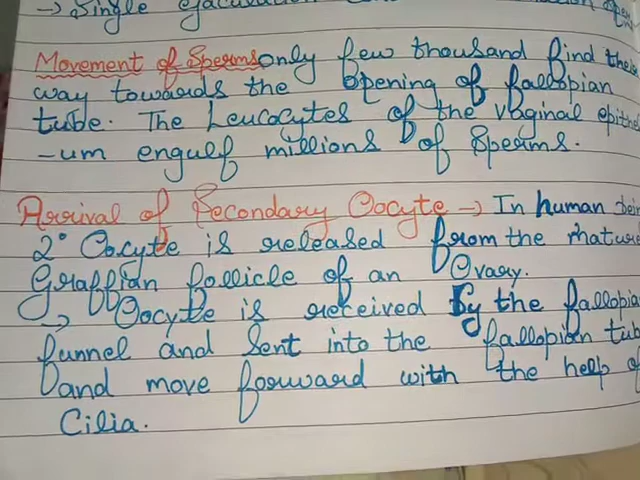 → Single
Movement of Sperms only few thousand find their
way towards the opening of fallopian
tube. The Leucocytes of the vaginal epithel
-um engulf millions of sperms.
Arrival of Secondary Oocyte → In human bein
2° Oocyte is released from the mature
Graffian follicle of an Ovary.
→ Oocyte is received by the fallopian
funnel and sent into the fallopian tub
and move forward with the help of
Cilia.